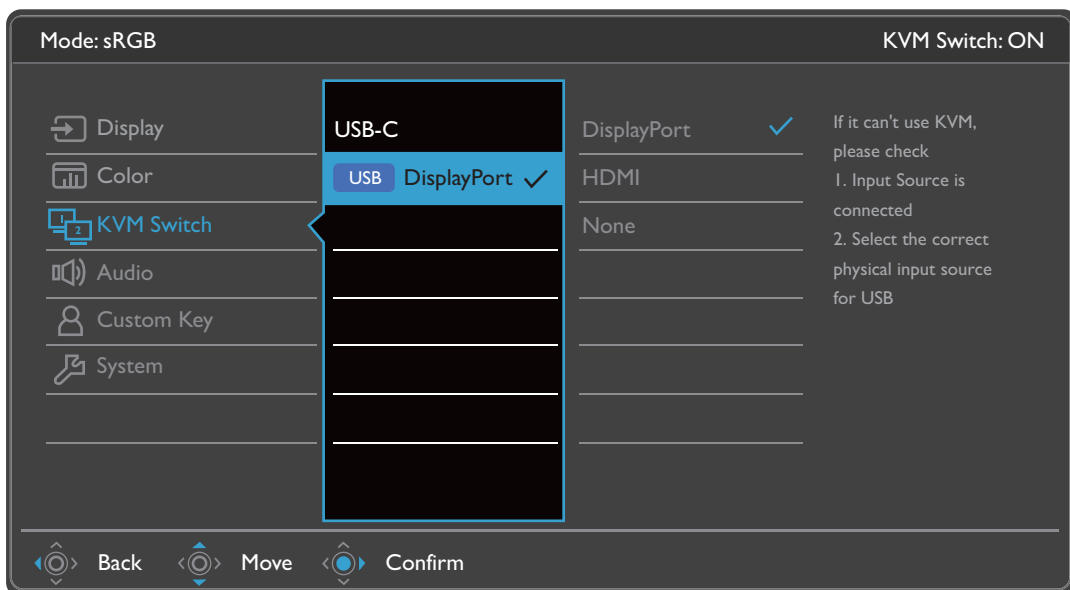 Mode: sRGB
KVM Switch: ON
Display
Color
1
2
KVM Switch
Audio
Custom Key
System
USB-C
USB DisplayPort
DisplayPort
HDMI
None
If it can't use KVM,
please check
1. Input Source is
connected
2. Select the correct
physical input source
for USB
Back
Move
Confirm